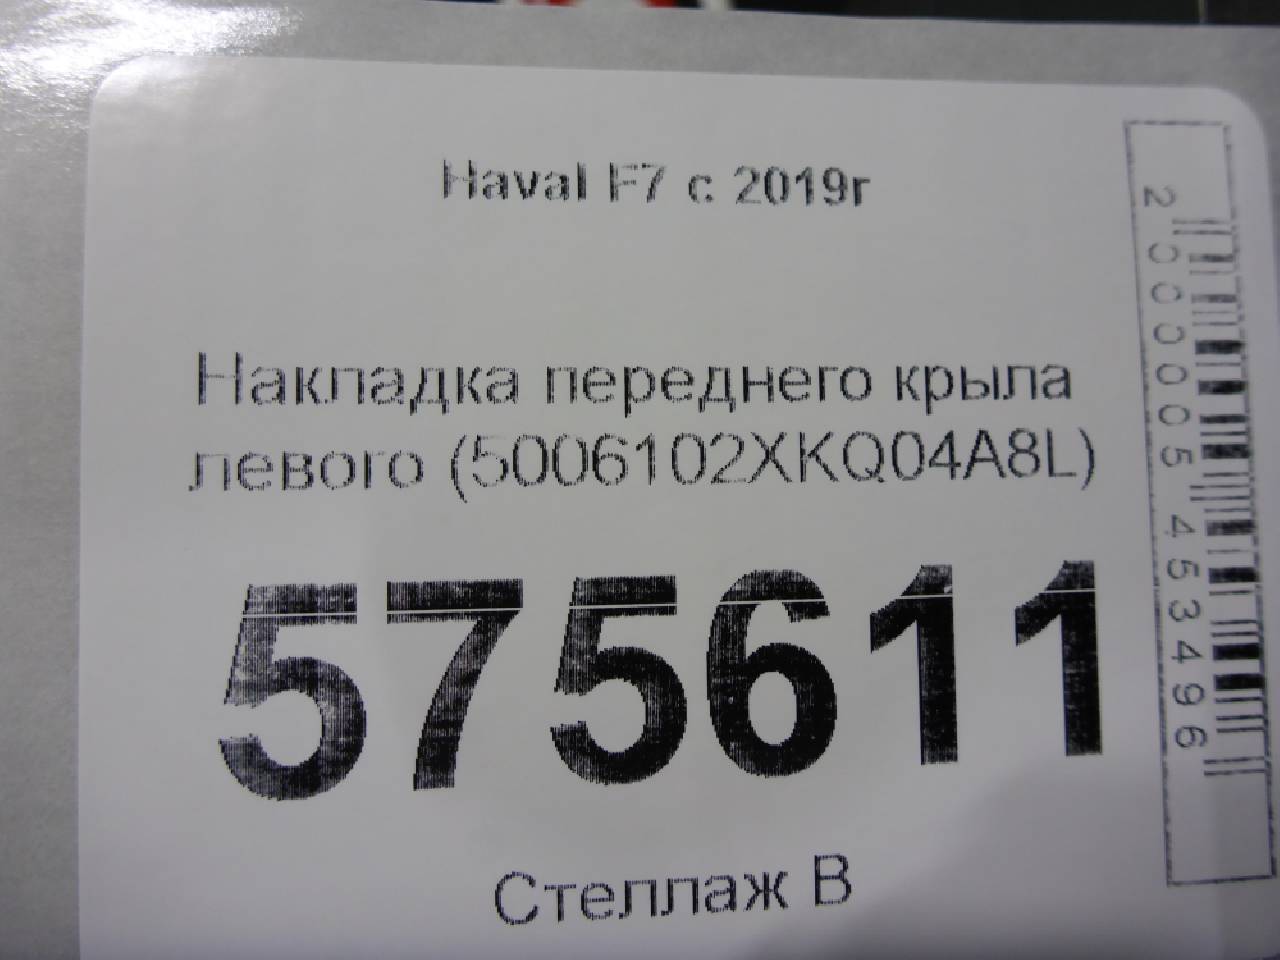 Haval F7 с 2019г
Накладка переднего крыла
левого (5006102XKQ04A8L)
575611
Стеллаж В
2000005453496